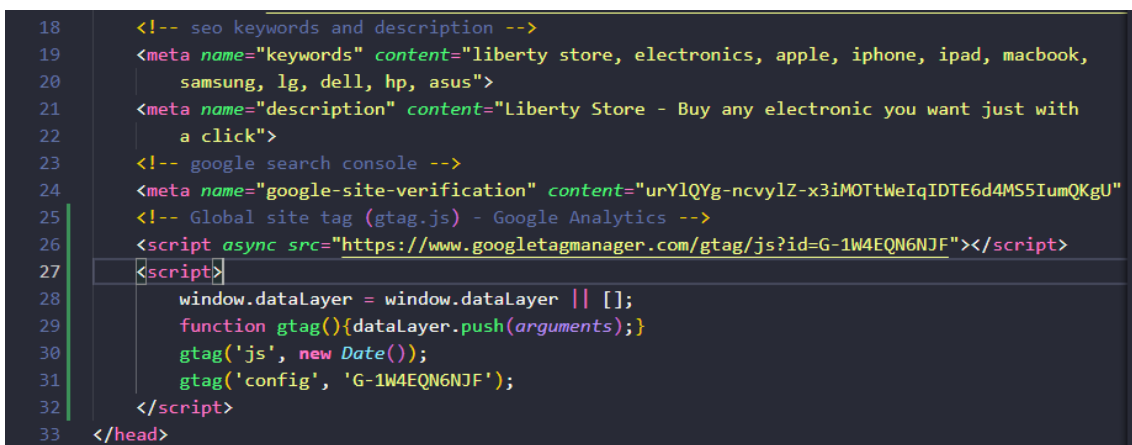 18 <!-- seo keywords and description -->
19 <meta name="keywords" content="liberty store, electronics, apple, iphone, ipad, macbook,
20 samsung, lg, dell, hp, asus">
21 <meta name="description" content="Liberty Store - Buy any electronic you want just with
22 a click">
23 <!-- google search console -->
24 <meta name="google-site-verification" content="urYlQYg-ncvylZ-x3iMOTtWeIqIDTE6d4MS5IumQKgU"
25 <!-- Global site tag (gtag.js) - Google Analytics -->
26 <script async src="https://www.googletagmanager.com/gtag/js?id=G-1W4EQN6NJF"></script>
27 <script>
28 window.dataLayer = window.dataLayer || [];
29 function gtag(){dataLayer.push(arguments);}
30 gtag('js', new Date());
31 gtag('config', 'G-1W4EQN6NJF');
32 </script>
33 </head>